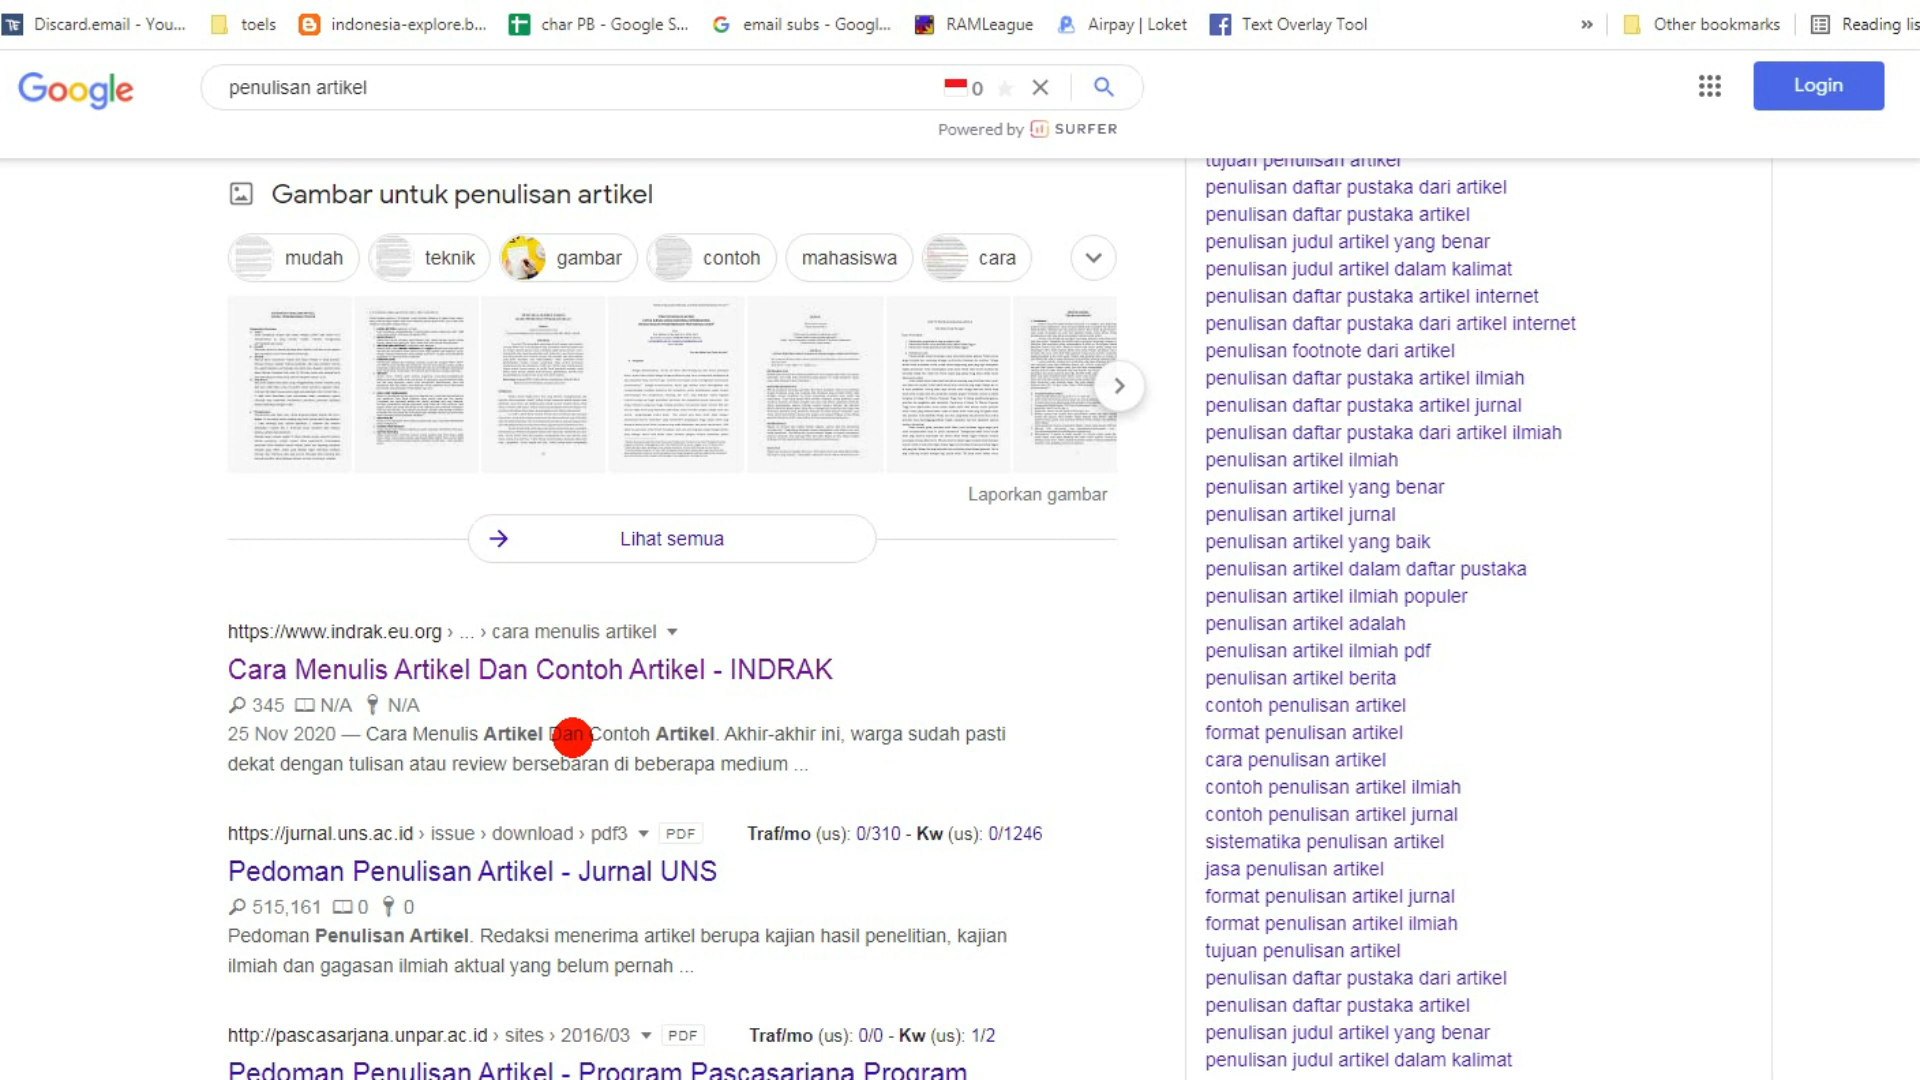 Discard.email - You...
toels
indonesia-explore.b...
char PB - Google S...
email subs - Googl...
RAMLeague
Airpay | Loket
Text Overlay Tool
»
Other bookmarks
Reading lis
Google
penulisan artikel
0
Login
Powered by SURFER
Gambar untuk penulisan artikel
mudah
teknik
gambar
contoh
mahasiswa
cara
Laporkan gambar
Lihat semua
https://www.indrak.eu.org › ... › cara menulis artikel
Cara Menulis Artikel Dan Contoh Artikel - INDRAK
345 N/A N/A
25 Nov 2020 — Cara Menulis Artikel Dan Contoh Artikel. Akhir-akhir ini, warga sudah pasti
dekat dengan tulisan atau review bersebaran di beberapa medium ...
https://jurnal.uns.ac.id › issue › download › pdf3 PDF Traf/mo (us): 0/310 - Kw (us): 0/1246
Pedoman Penulisan Artikel - Jurnal UNS
515,161 0 0
Pedoman Penulisan Artikel. Redaksi menerima artikel berupa kajian hasil penelitian, kajian
ilmiah dan gagasan ilmiah aktual yang belum pernah ...
http://pascasarjana.unpar.ac.id › sites › 2016/03 PDF Traf/mo (us): 0/0 - Kw (us): 1/2
Pedoman Penulisan Artikel - Program Pascasarjana Program
tujuan penulisan artikel
penulisan daftar pustaka dari artikel
penulisan daftar pustaka artikel
penulisan judul artikel yang benar
penulisan judul artikel dalam kalimat
penulisan daftar pustaka artikel internet
penulisan daftar pustaka dari artikel internet
penulisan footnote dari artikel
penulisan daftar pustaka artikel ilmiah
penulisan daftar pustaka artikel jurnal
penulisan daftar pustaka dari artikel ilmiah
penulisan artikel ilmiah
penulisan artikel yang benar
penulisan artikel jurnal
penulisan artikel yang baik
penulisan artikel dalam daftar pustaka
penulisan artikel ilmiah populer
penulisan artikel adalah
penulisan artikel ilmiah pdf
penulisan artikel berita
contoh penulisan artikel
format penulisan artikel
cara penulisan artikel
contoh penulisan artikel ilmiah
contoh penulisan artikel jurnal
sistematika penulisan artikel
jasa penulisan artikel
format penulisan artikel jurnal
format penulisan artikel ilmiah
tujuan penulisan artikel
penulisan daftar pustaka dari artikel
penulisan daftar pustaka artikel
penulisan judul artikel yang benar
penulisan judul artikel dalam kalimat